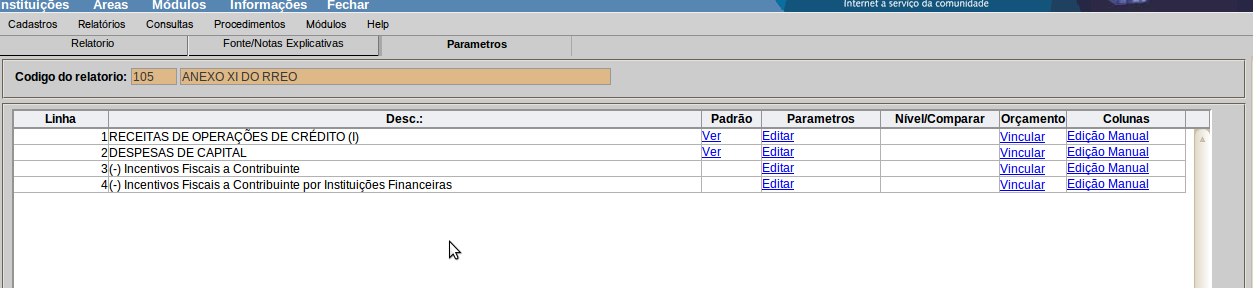 nstituições Áreas Módulos Informações Fechar
Internet a serviço da comunidade
Cadastros Relatórios Consultas Procedimentos Módulos Help
Relatorio Fonte/Notas Explicativas Parametros
Codigo do relatorio: 105 ANEXO XI DO RREO
Linha Desc.: Padrão Parametros Nível/Comparar Orçamento Colunas
1 RECEITAS DE OPERAÇÕES DE CRÉDITO (I) Ver Editar Vincular Edição Manual
2 DESPESAS DE CAPITAL Ver Editar Vincular Edição Manual
3 (-) Incentivos Fiscais a Contribuinte Editar Vincular Edição Manual
4 (-) Incentivos Fiscais a Contribuinte por Instituições Financeiras Editar Vincular Edição Manual